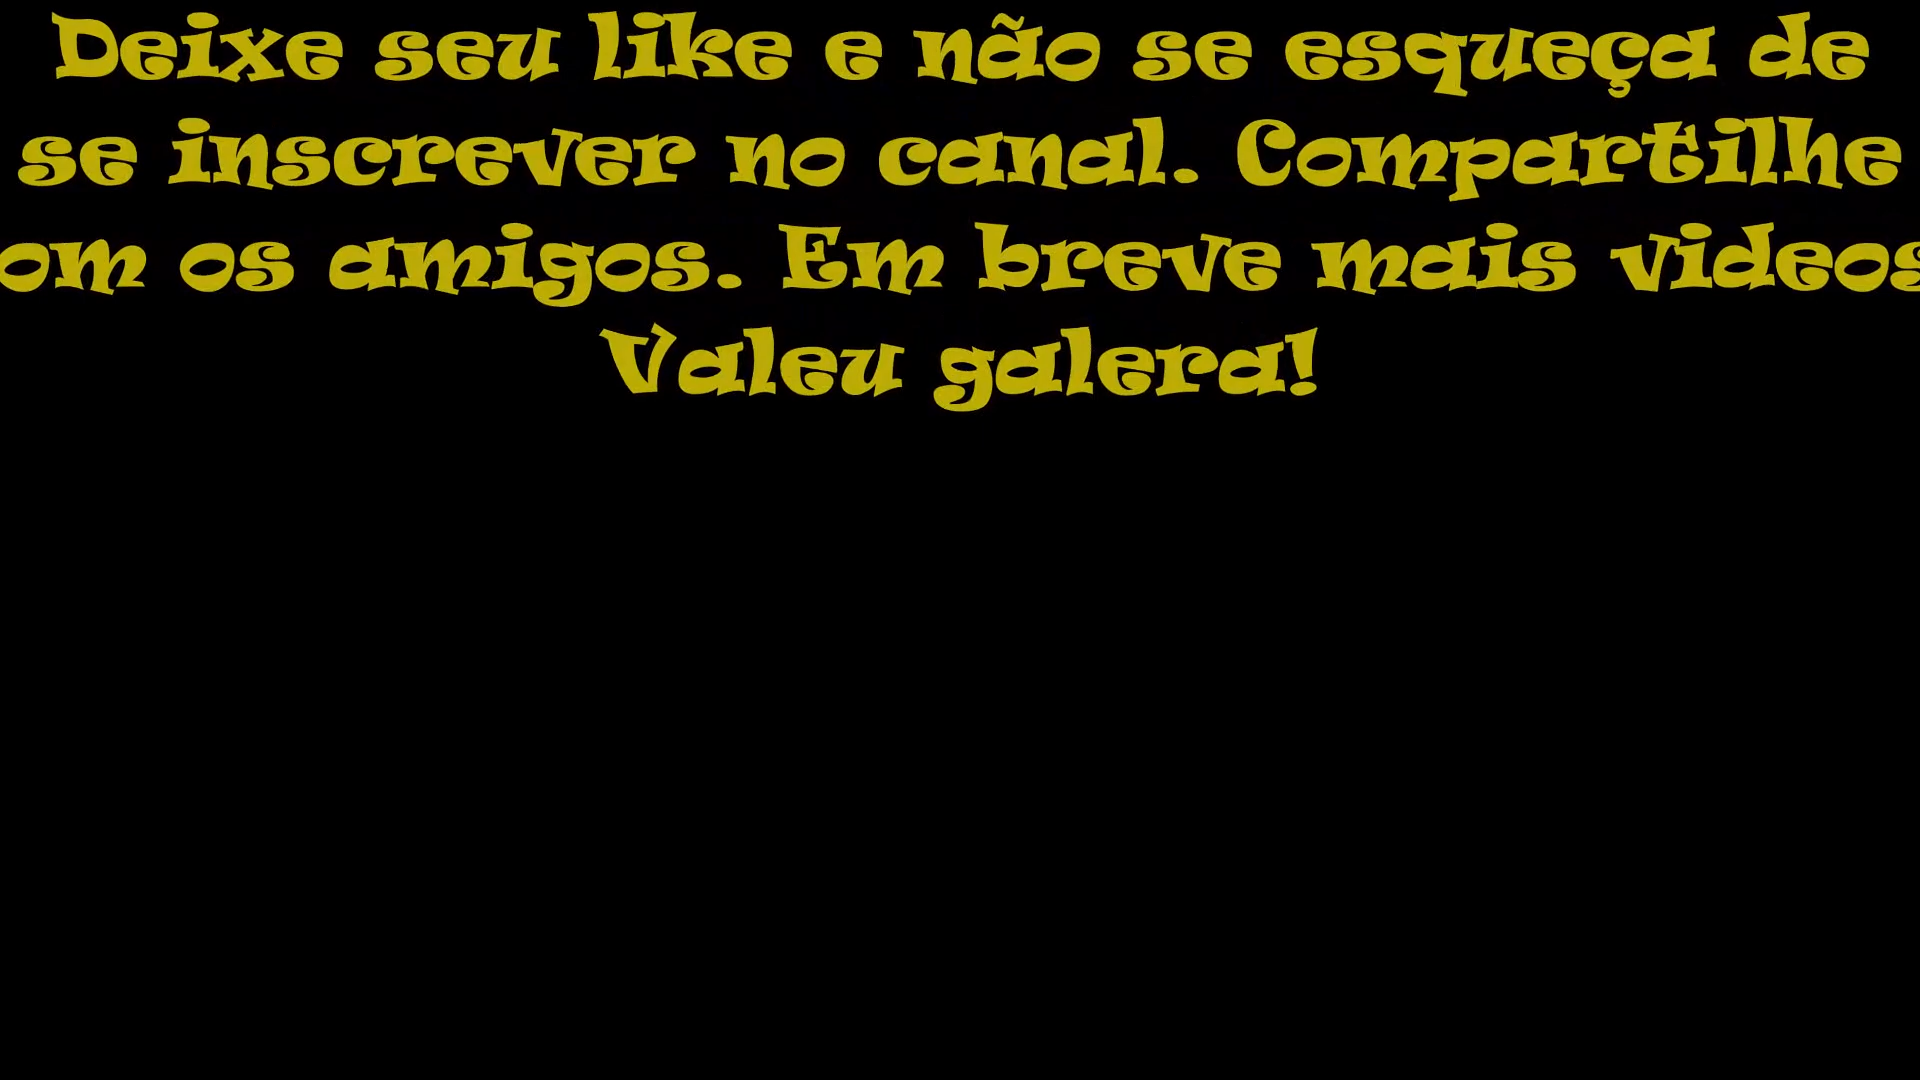 Deixe seu like e não se esqueça de
se inscrever no canal. Compartilhe
om os amigos. Em breve mais videos
Valeu galera!